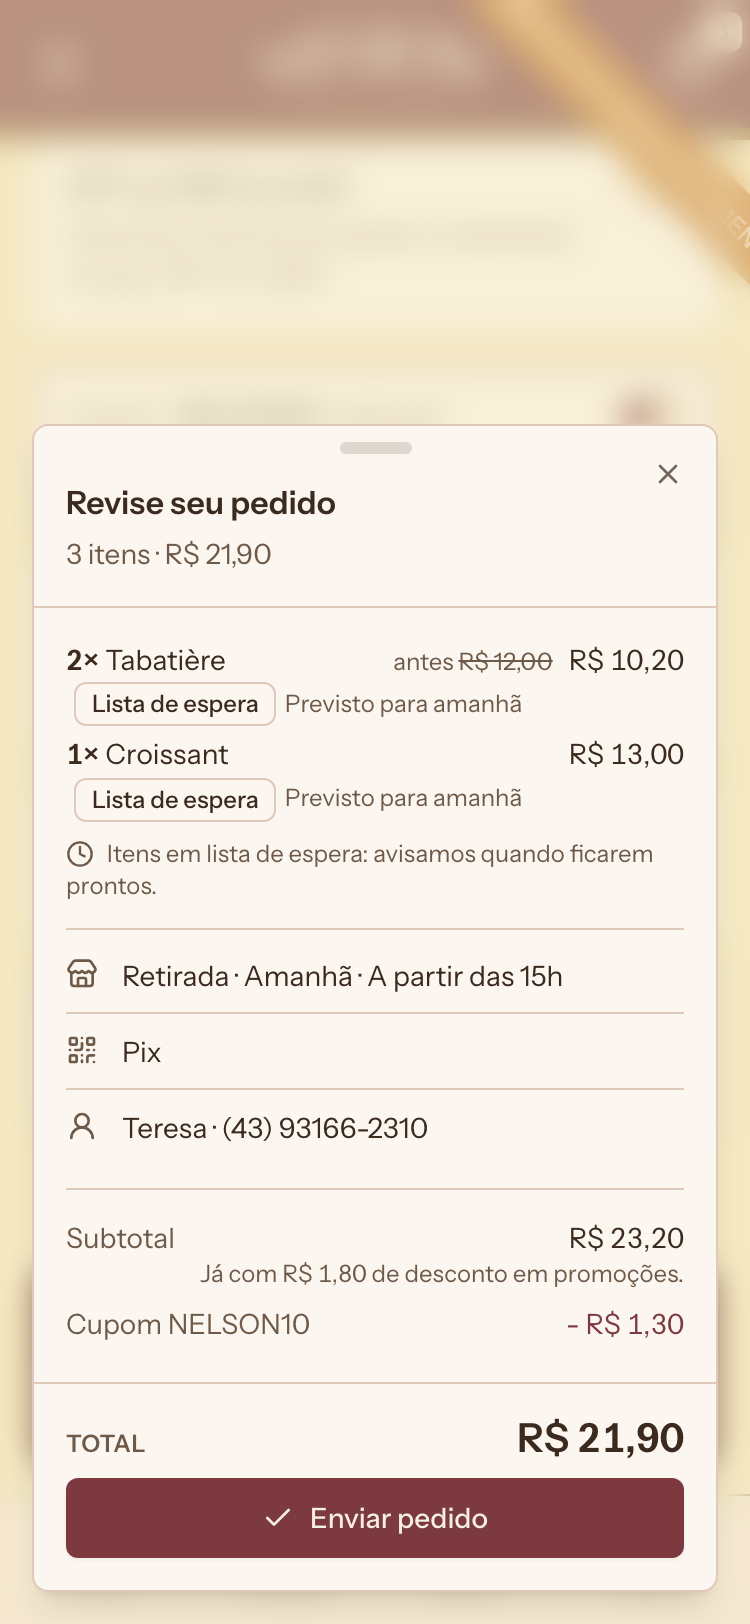 Revise seu pedido
3 itens · R$ 21,90
2× Tabatière antes R$ 12,00 R$ 10,20
Lista de espera Previsto para amanhã
1× Croissant R$ 13,00
Lista de espera Previsto para amanhã
Itens em lista de espera: avisamos quando ficarem
prontos.
Retirada · Amanhã · A partir das 15h
Pix
Teresa · (43) 93166-2310
Subtotal R$ 23,20
Já com R$ 1,80 de desconto em promoções.
Cupom NELSON10 - R$ 1,30
TOTAL R$ 21,90
Enviar pedido